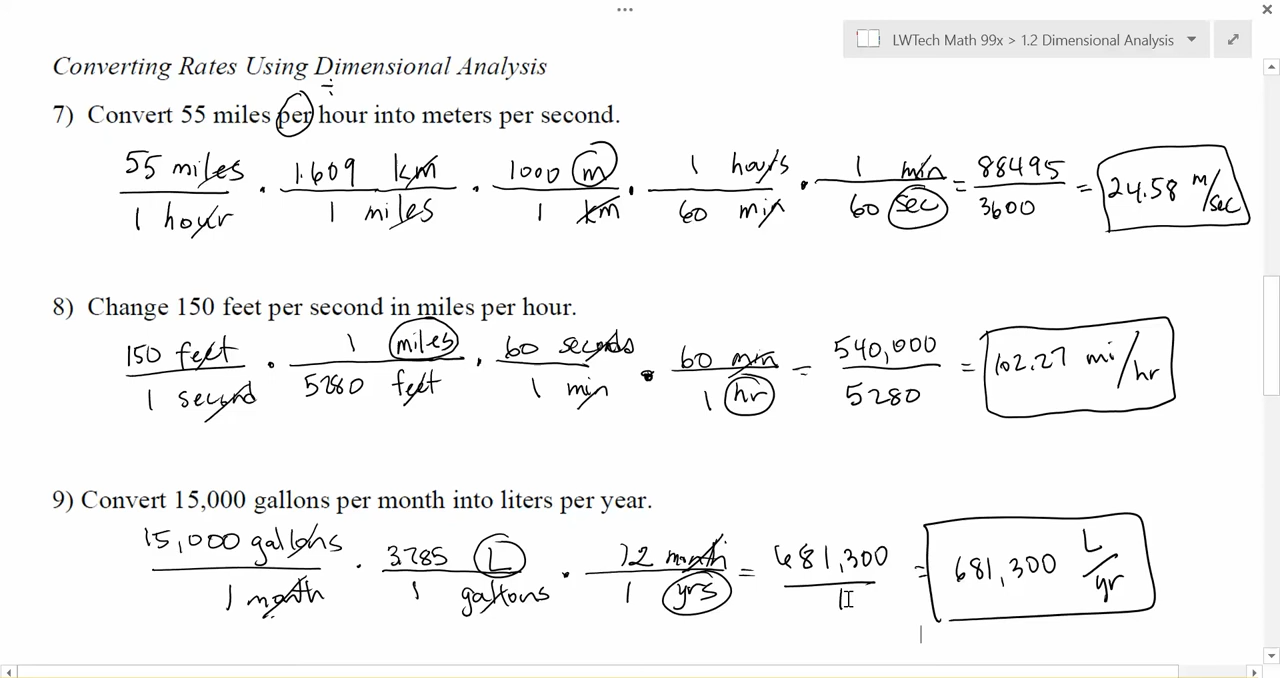 LWTech Math 99x > 1.2 Dimensional Analysis
Converting Rates Using Dimensional Analysis
÷
7) Convert 55 miles per hour into meters per second.
55 miles / 1 hour · 1.609 km / 1 miles · 1000 m / 1 km · 1 hours / 60 min · 1 min / 60 sec = 88495 / 3600 = 24.58 m/sec
8) Change 150 feet per second in miles per hour.
150 feet / 1 second · 1 miles / 5280 feet · 60 seconds / 1 min · 60 min / 1 hr = 540,000 / 5280 = 102.27 mi/hr
9) Convert 15,000 gallons per month into liters per year.
15,000 gallons / 1 month · 3.785 L / 1 gallons · 12 month / 1 yrs = 681,300 / 1 = 681,300 L/yr